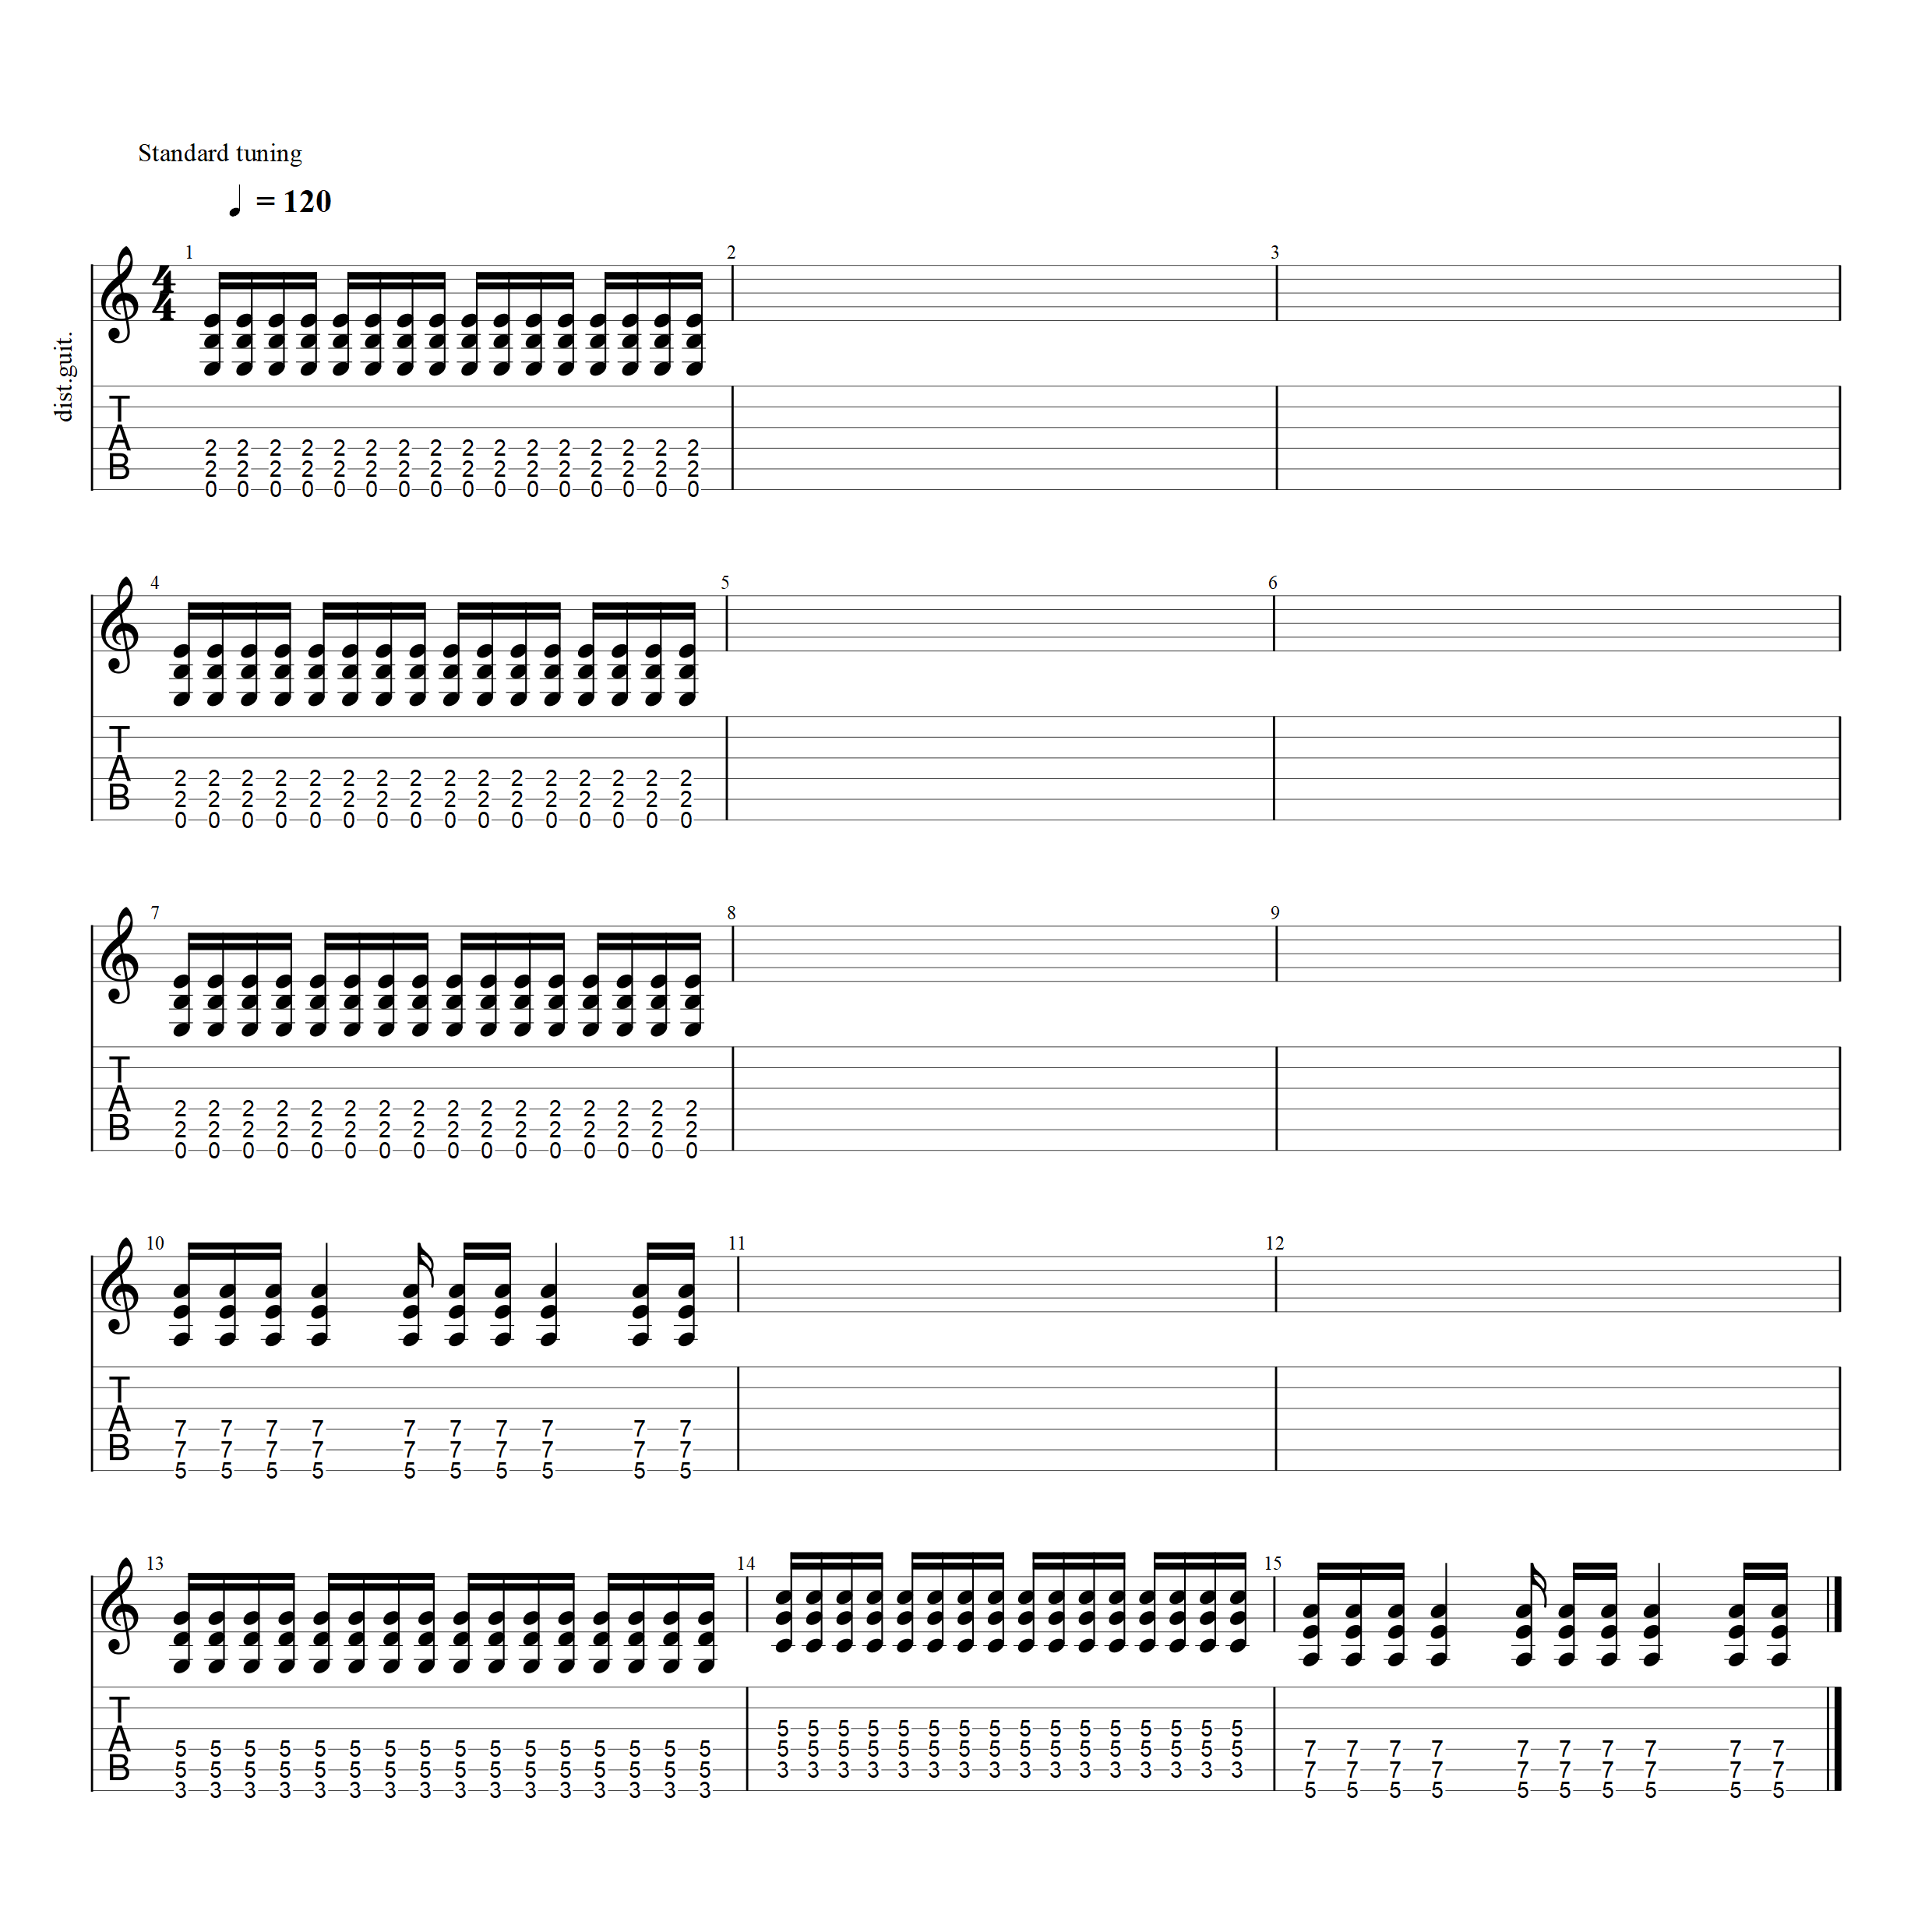 Standard tuning
= 120
dist.guit.
1 2 3
4
4
T
A
B
2 2 2 2 2 2 2 2 2 2 2 2 2 2 2 2
2 2 2 2 2 2 2 2 2 2 2 2 2 2 2 2
0 0 0 0 0 0 0 0 0 0 0 0 0 0 0 0
4 5 6
T
A
B
2 2 2 2 2 2 2 2 2 2 2 2 2 2 2 2
2 2 2 2 2 2 2 2 2 2 2 2 2 2 2 2
0 0 0 0 0 0 0 0 0 0 0 0 0 0 0 0
7 8 9
T
A
B
2 2 2 2 2 2 2 2 2 2 2 2 2 2 2 2
2 2 2 2 2 2 2 2 2 2 2 2 2 2 2 2
0 0 0 0 0 0 0 0 0 0 0 0 0 0 0 0
10 11 12
T
A
B
7 7 7 7 7 7 7 7 7 7
7 7 7 7 7 7 7 7 7 7
5 5 5 5 5 5 5 5 5 5
13 14 15
T
A
B
5 5 5 5 5 5 5 5 5 5 5 5 5 5 5 5
5 5 5 5 5 5 5 5 5 5 5 5 5 5 5 5
3 3 3 3 3 3 3 3 3 3 3 3 3 3 3 3
5 5 5 5 5 5 5 5 5 5 5 5 5 5 5 5
5 5 5 5 5 5 5 5 5 5 5 5 5 5 5 5
3 3 3 3 3 3 3 3 3 3 3 3 3 3 3 3
7 7 7 7 7 7 7 7 7 7
7 7 7 7 7 7 7 7 7 7
5 5 5 5 5 5 5 5 5 5